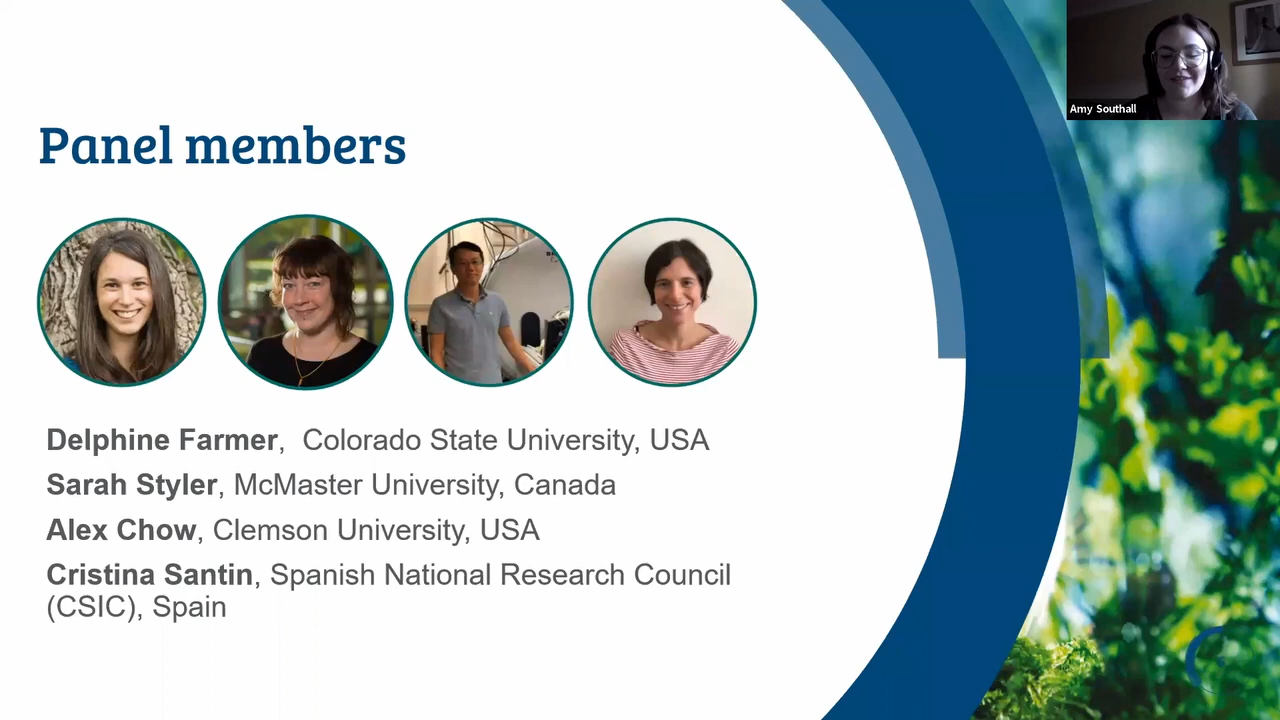 Amy Southall
Panel members
Delphine Farmer,  Colorado State University, USA
Sarah Styler, McMaster University, Canada
Alex Chow, Clemson University, USA
Cristina Santin, Spanish National Research Council
(CSIC), Spain